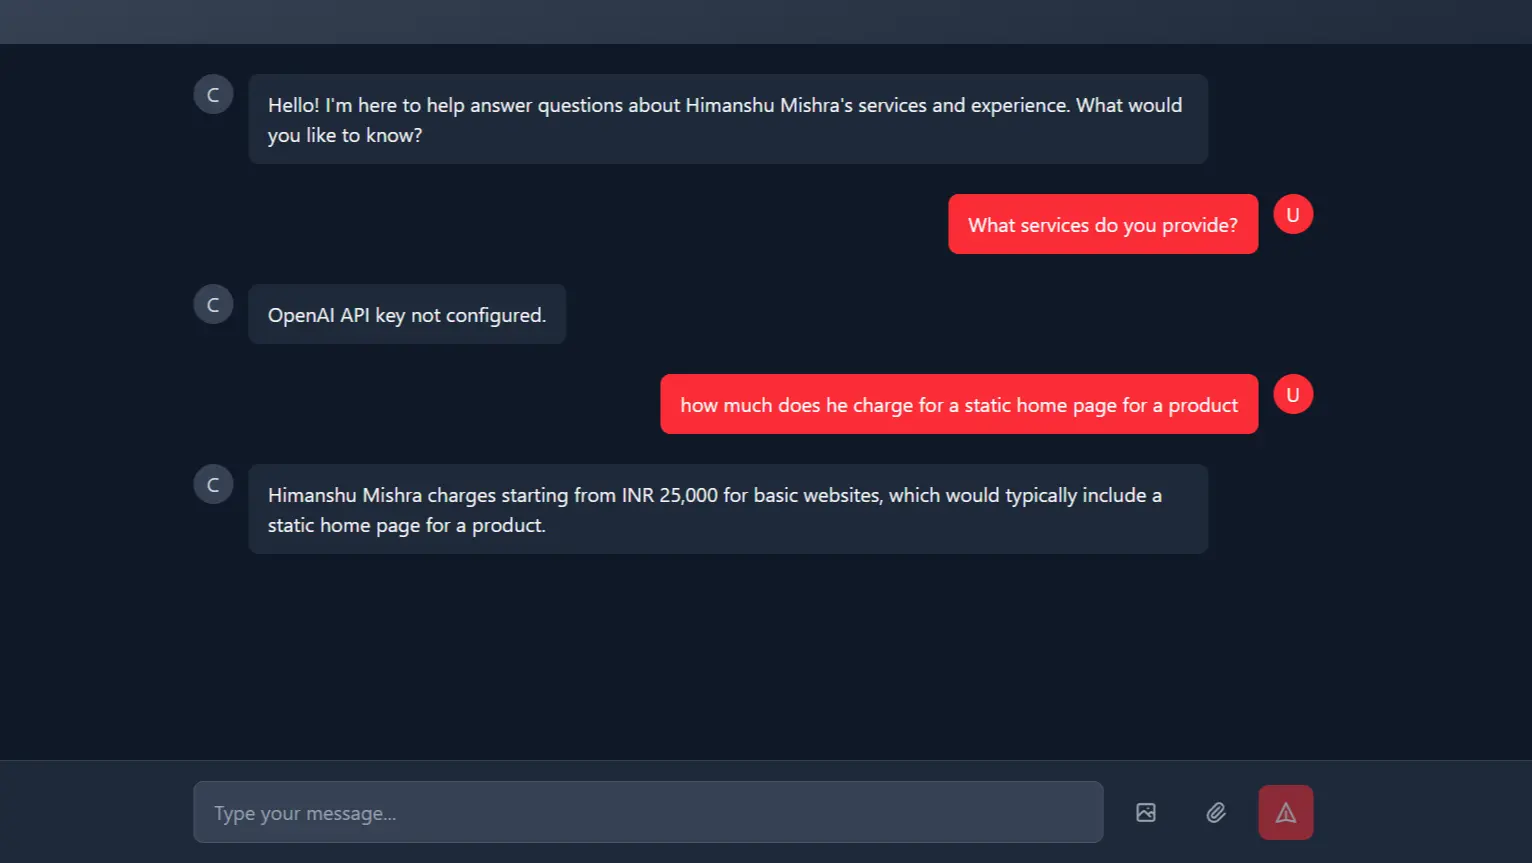 C
Hello! I'm here to help answer questions about Himanshu Mishra's services and experience. What would
you like to know?
What services do you provide?
U
C
OpenAI API key not configured.
how much does he charge for a static home page for a product
U
C
Himanshu Mishra charges starting from INR 25,000 for basic websites, which would typically include a
static home page for a product.
Type your message...